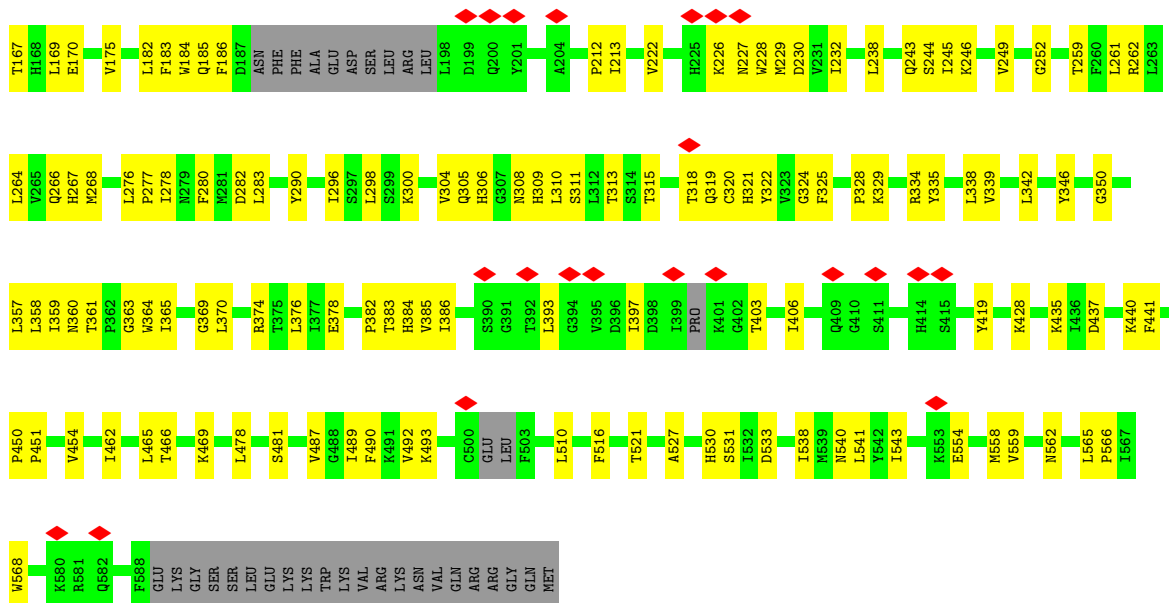 T167 H168 L169 E170 V175 L182 F183 W184 Q185 F186 D187 ASN PHE PHE ALA GLU ASP SER LEU ARG LEU L198 D199 Q200 Y201 A204 P212 I213 V222 H225 K226 N227 W228 M229 D230 V231 I232 L238 Q243 S244 I245 K246 V249 G252 T259 F260 L261 R262 L263
L264 V265 Q266 H267 M268 L276 P277 I278 N279 F280 M281 D282 L283 Y290 I296 S297 L298 S299 K300 V304 Q305 H306 G307 N308 H309 L310 S311 L312 T313 S314 T315 T318 Q319 C320 H321 Y322 V323 G324 F325 P328 K329 R334 Y335 L338 V339 L342 Y346 G350
L357 L358 I359 N360 T361 P362 G363 W364 I365 G369 L370 R374 T375 L376 I377 E378 P382 T383 H384 V385 I386 S390 G391 T392 L393 G394 V395 D396 I397 D398 I399 PRO K401 G402 T403 I406 Q409 G410 S411 H414 S415 Y419 K428 K435 I436 D437 K440 F441
P450 P451 V454 I462 L465 T466 K469 L478 S481 V487 G488 I489 F490 K491 V492 K493 C500 GLU LEU F503 L510 F516 T521 A527 H530 S531 I532 D533 I538 M539 N540 L541 Y542 I543 K553 E554 M558 V559 N562 L565 P566 I567
W568 K580 R581 Q582 F588 GLU LYS GLY SER SER LEU GLU LYS LYS TRP LYS VAL ARG LYS ASN VAL GLN ARG ARG GLY GLN MET